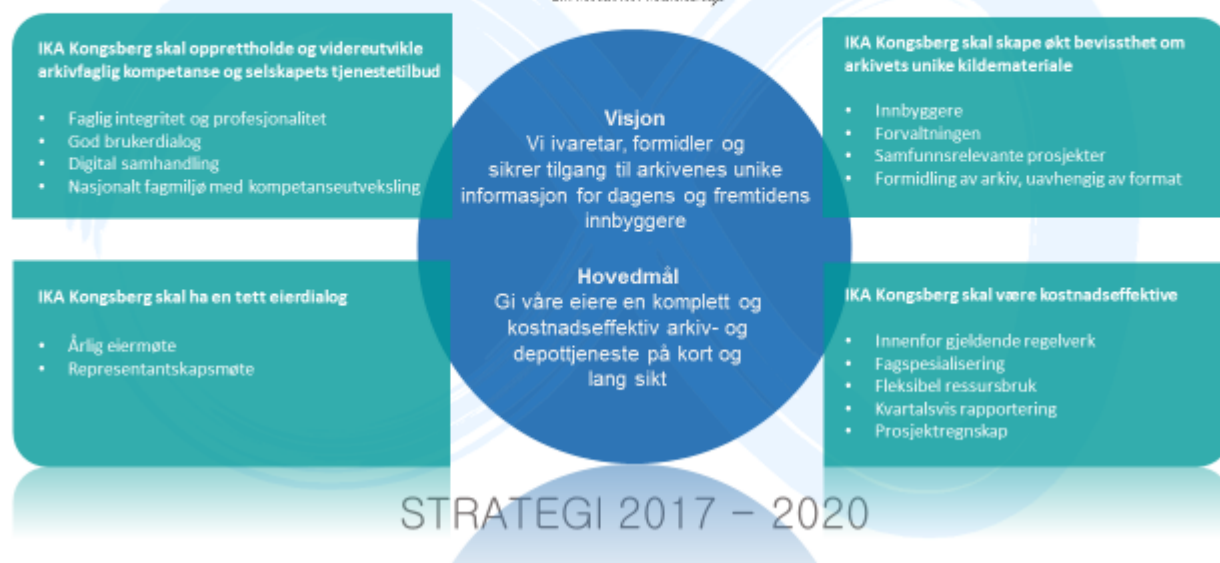 IKA Kongsberg skal opprettholde og videreutvikle
arkivfaglig kompetanse og selskapets tjenestetilbud
• Faglig integritet og profesjonalitet
• God brukerdialog
• Digital samhandling
• Nasjonalt fagmiljø med kompetanseutveksling
Visjon
Vi ivaretar, formidler og
sikrer tilgang til arkivenes unike
informasjon for dagens og fremtidens
innbyggere
Hovedmål
Gi våre eiere en komplett og
kostnadseffektiv arkiv- og
depottjeneste på kort og
lang sikt
IKA Kongsberg skal skape økt bevissthet om
arkivets unike kildemateriale
• Innbyggere
• Forvaltningen
• Samfunnsrelevante prosjekter
• Formidling av arkiv, uavhengig av format
IKA Kongsberg skal ha en tett eierdialog
• Årlig eiermøte
• Representantskapsmøte
IKA Kongsberg skal være kostnadseffektive
• Innenfor gjeldende regelverk
• Fagspesialisering
• Fleksibel ressursbruk
• Kvartalsvis rapportering
• Prosjektregnskap
STRATEGI 2017 – 2020